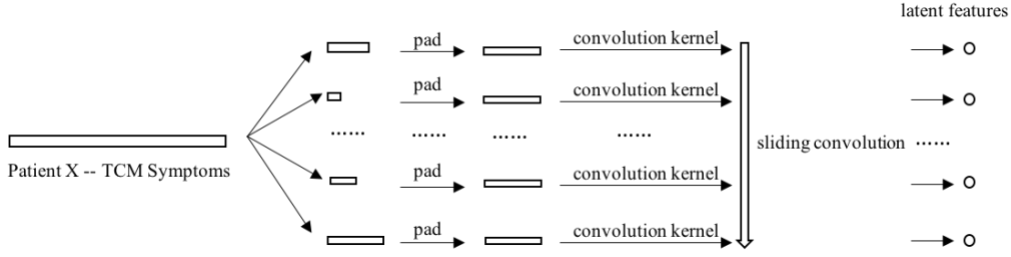 latent features
pad convolution kernel
pad convolution kernel
...... ...... ...... ......
sliding convolution ......
Patient X -- TCM Symptoms
pad convolution kernel
pad convolution kernel